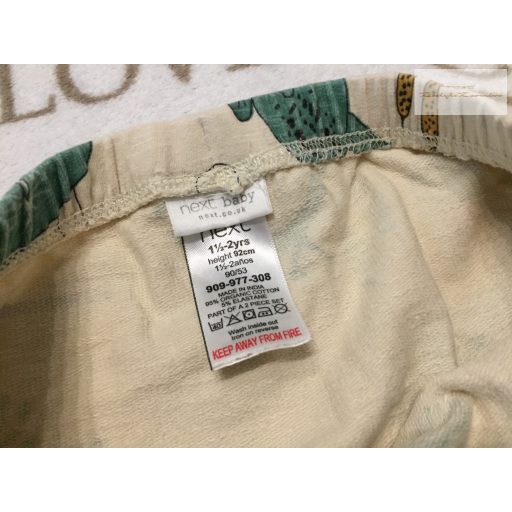 LOVE
next baby
next.co.uk
next
1½-2yrs
height 92cm
1½-2años
90/53
909-977-308
MADE IN INDIA
95% ORGANIC COTTON
5% ELASTANE
PART OF A 2 PIECE SET
40
Wash inside out
Iron on reverse
KEEP AWAY FROM FIRE